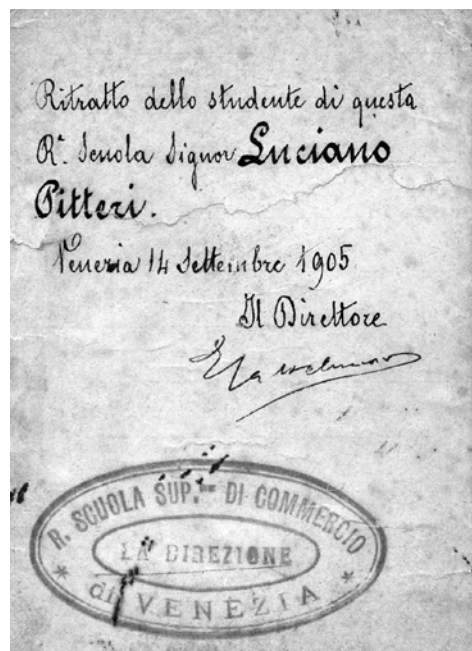 Ritratto dello studente di questa
R.ª Scuola Signor Luciano
Pitteri.
Venezia 14 Settembre 1905
Il Direttore
R. SCUOLA SUP.re DI COMMERCIO
LA DIREZIONE
* di VENEZIA *